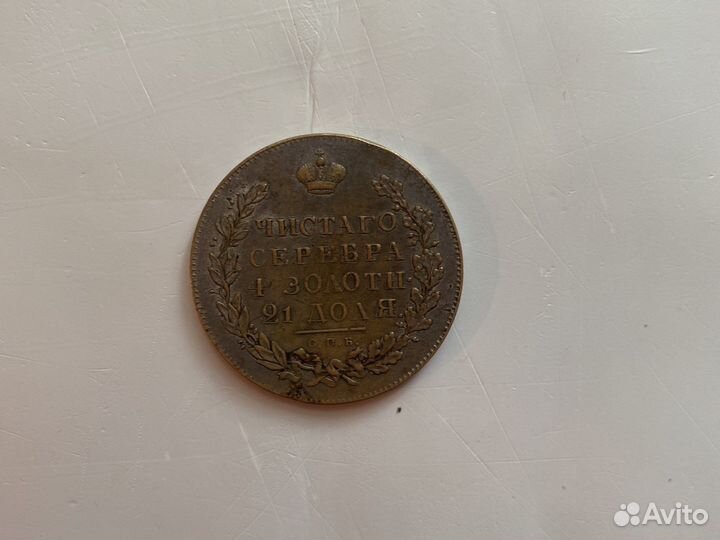 ЧИСТАГО
СЕРЕБРА
4 ЗОЛОТН.
21 ДОЛЯ.
С.П.Б.
Avito